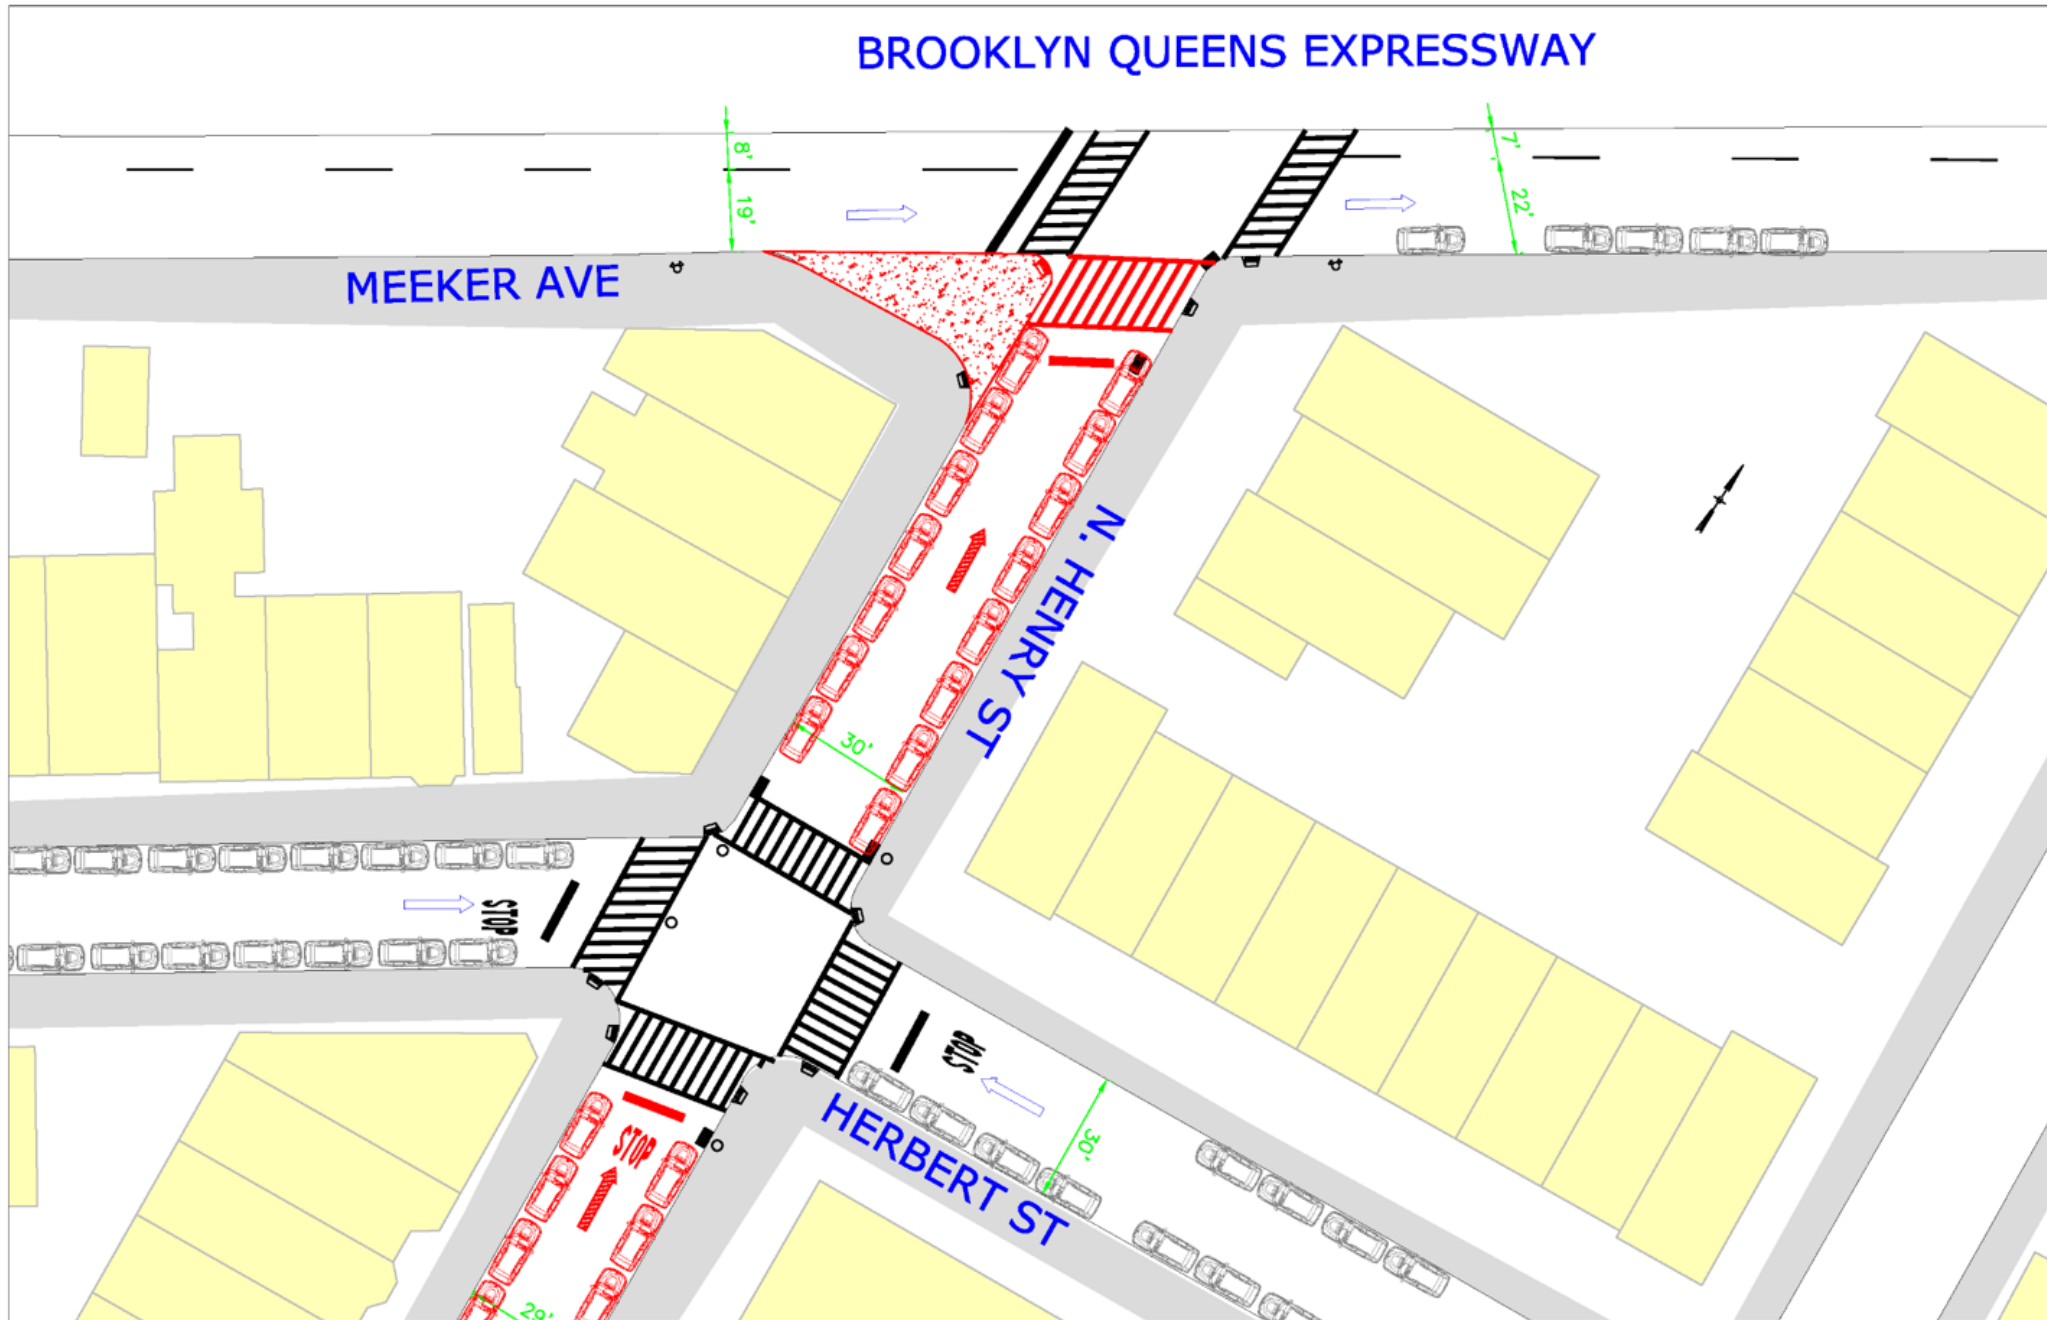 BROOKLYN QUEENS EXPRESSWAY
8'
7'
19'
22'
MEEKER AVE
N. HENRY ST
30'
STOP
STOP
HERBERT ST
STOP
30'
29'